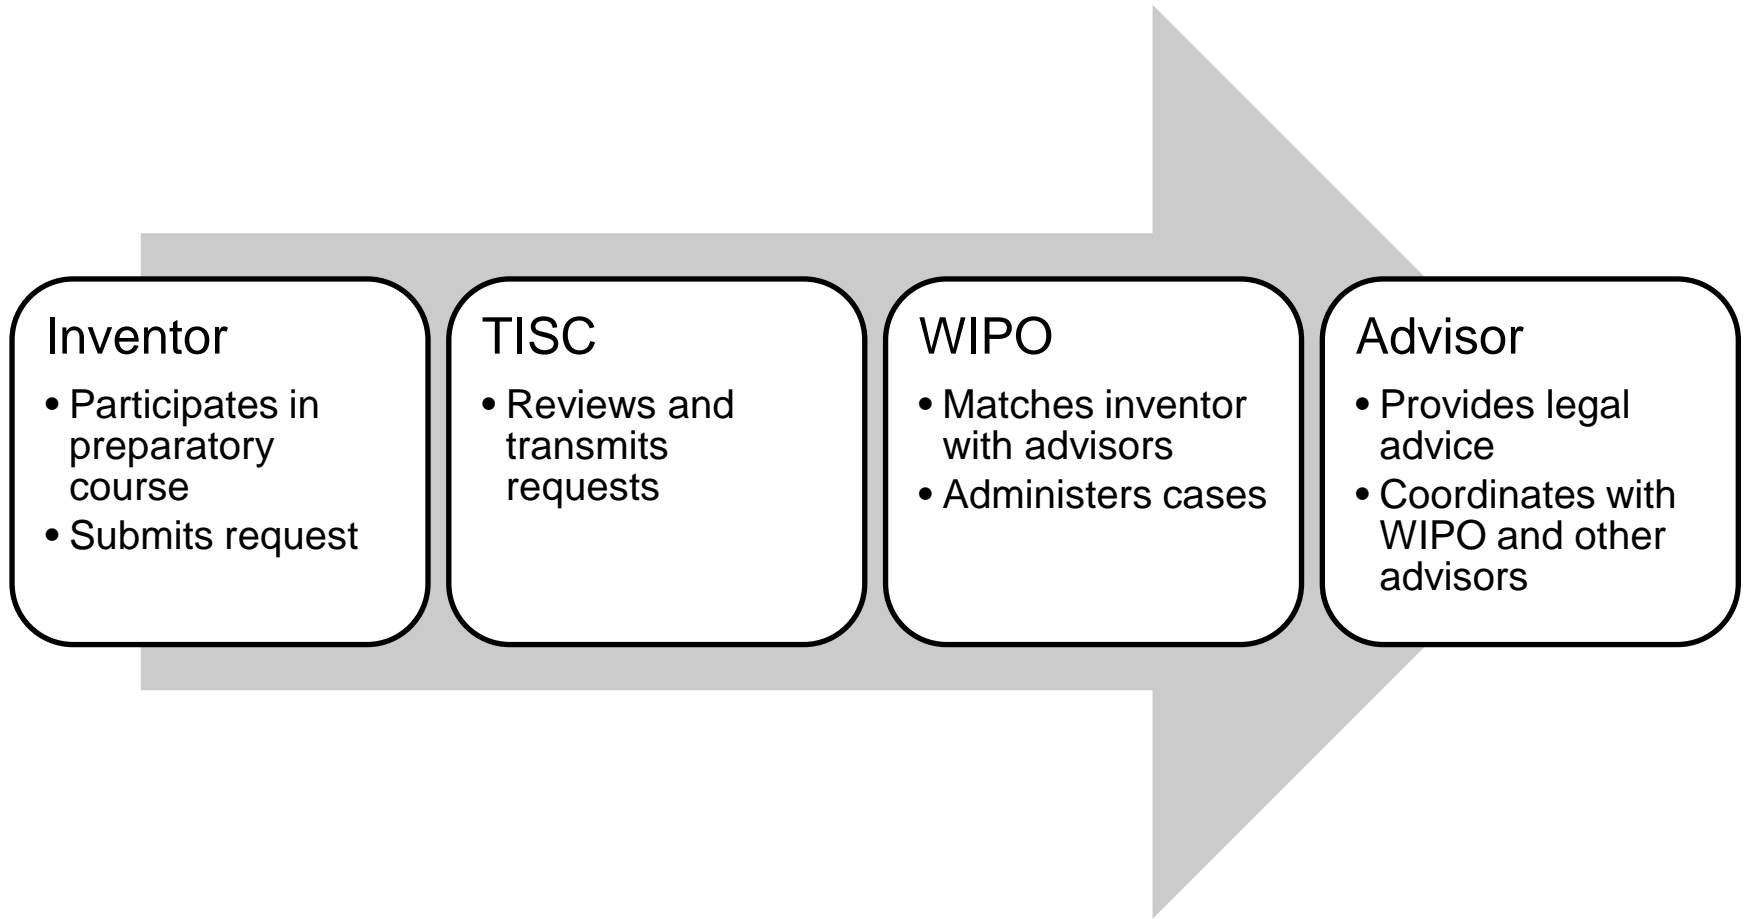 Inventor
• Participates in
preparatory
course
• Submits request
TISC
• Reviews and
transmits
requests
WIPO
• Matches inventor
with advisors
• Administers cases
Advisor
• Provides legal
advice
• Coordinates with
WIPO and other
advisors